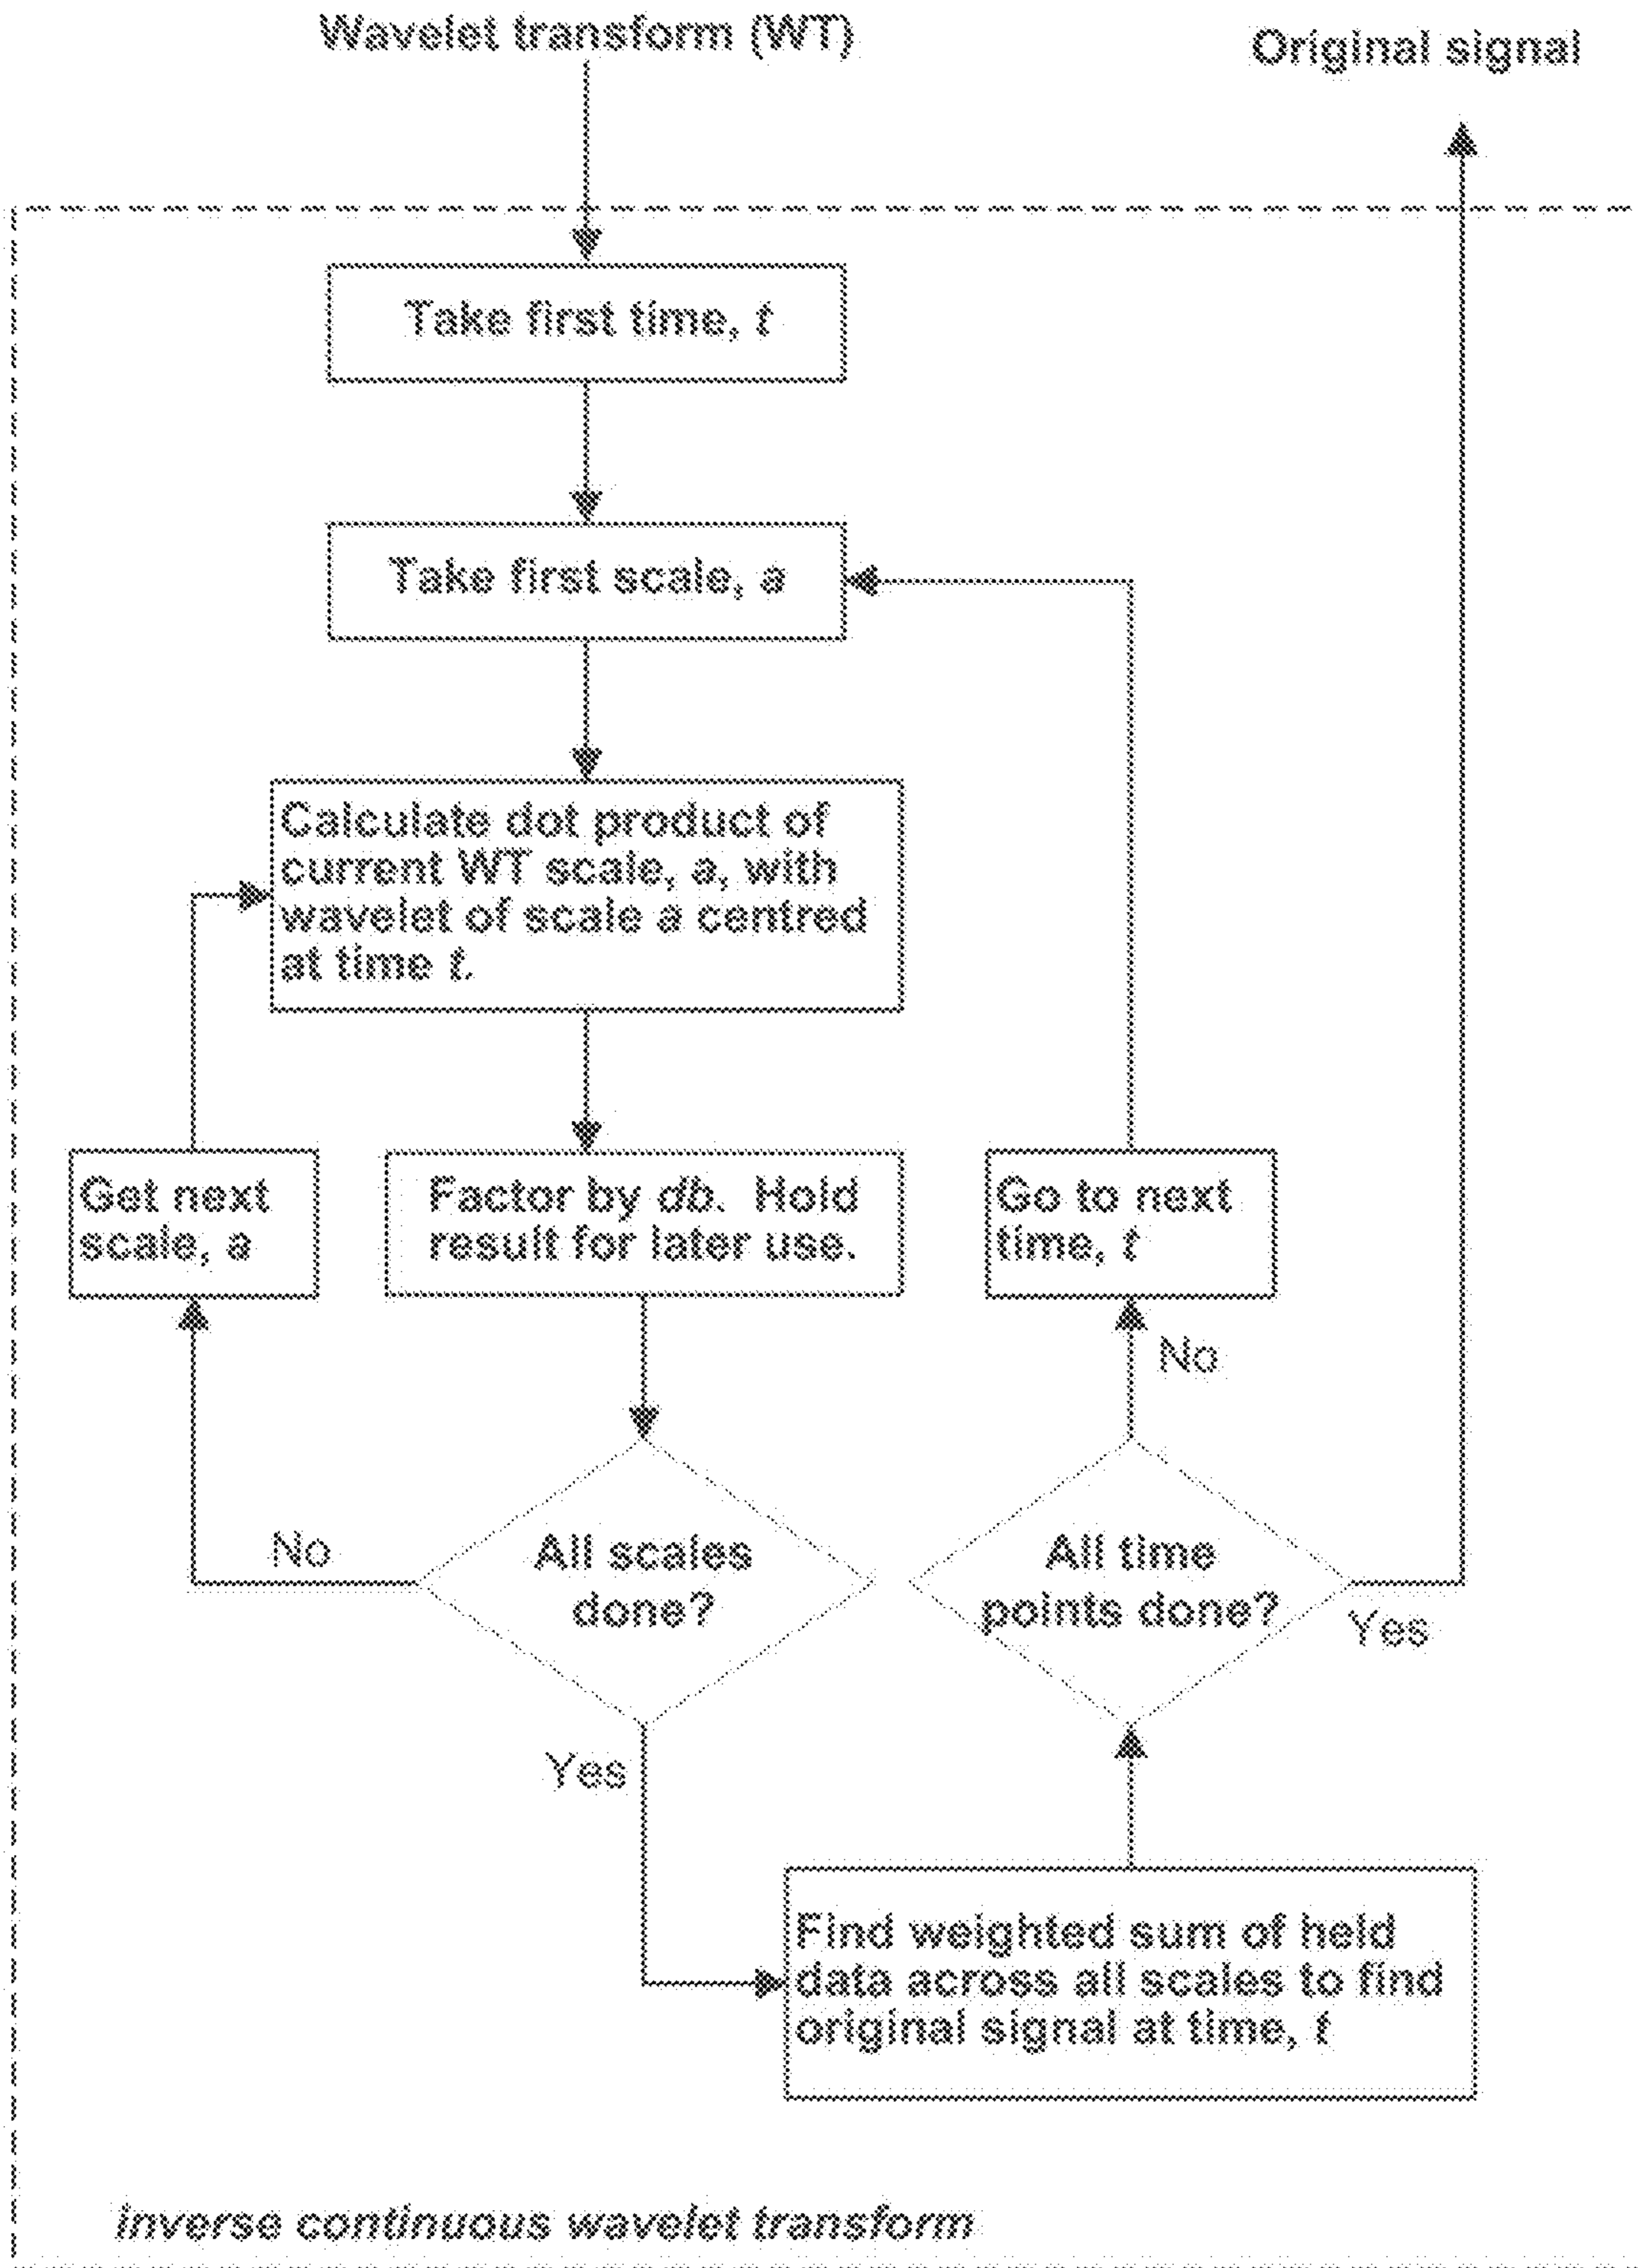 Wavelet transform (WT)
Original signal
Take first time, t
Take first scale, a
Calculate dot product of
current WT scale, a, with
wavelet of scale a centred
at time t.
Get next
scale, a
Factor by db. Hold
result for later use.
Go to next
time, t
No
No
All scales
done?
All time
points done?
Yes
Yes
Find weighted sum of held
data across all scales to find
original signal at time, t
inverse continuous wavelet transform